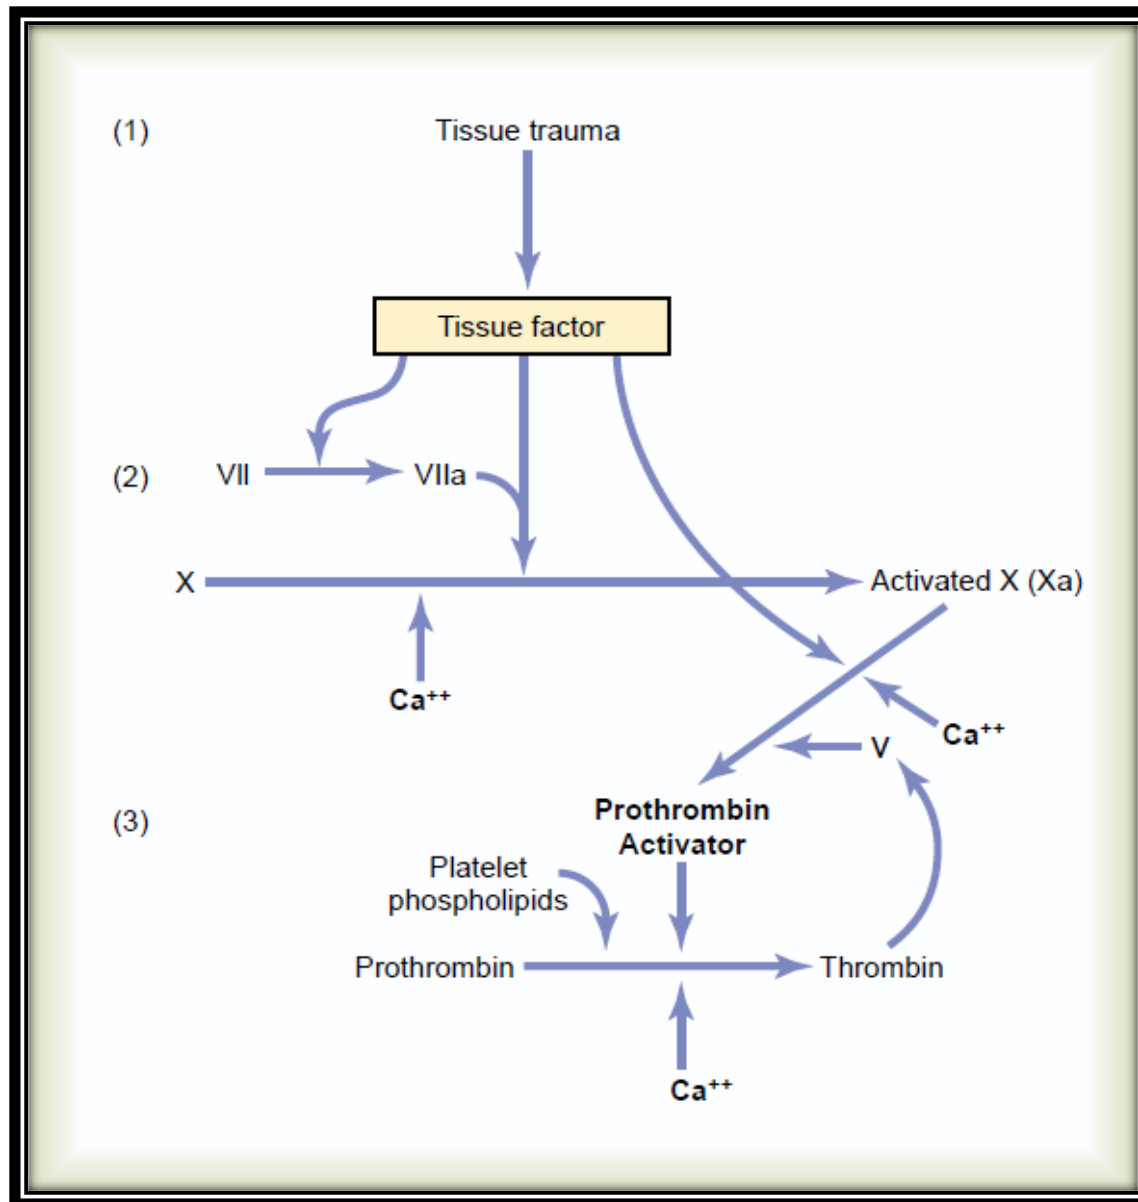 (1)
Tissue trauma
Tissue factor
(2)
VII
VIIa
X
Activated X (Xa)
Ca++
Ca++
V
(3)
Prothrombin
Activator
Platelet
phospholipids
Prothrombin
Thrombin
Ca++